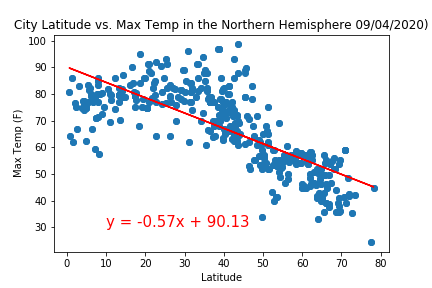 City Latitude vs. Max Temp in the Northern Hemisphere 09/04/2020)
100
90
80
70
60
50
40
30
Max Temp (F)
y = -0.57x + 90.13
0 10 20 30 40 50 60 70 80
Latitude